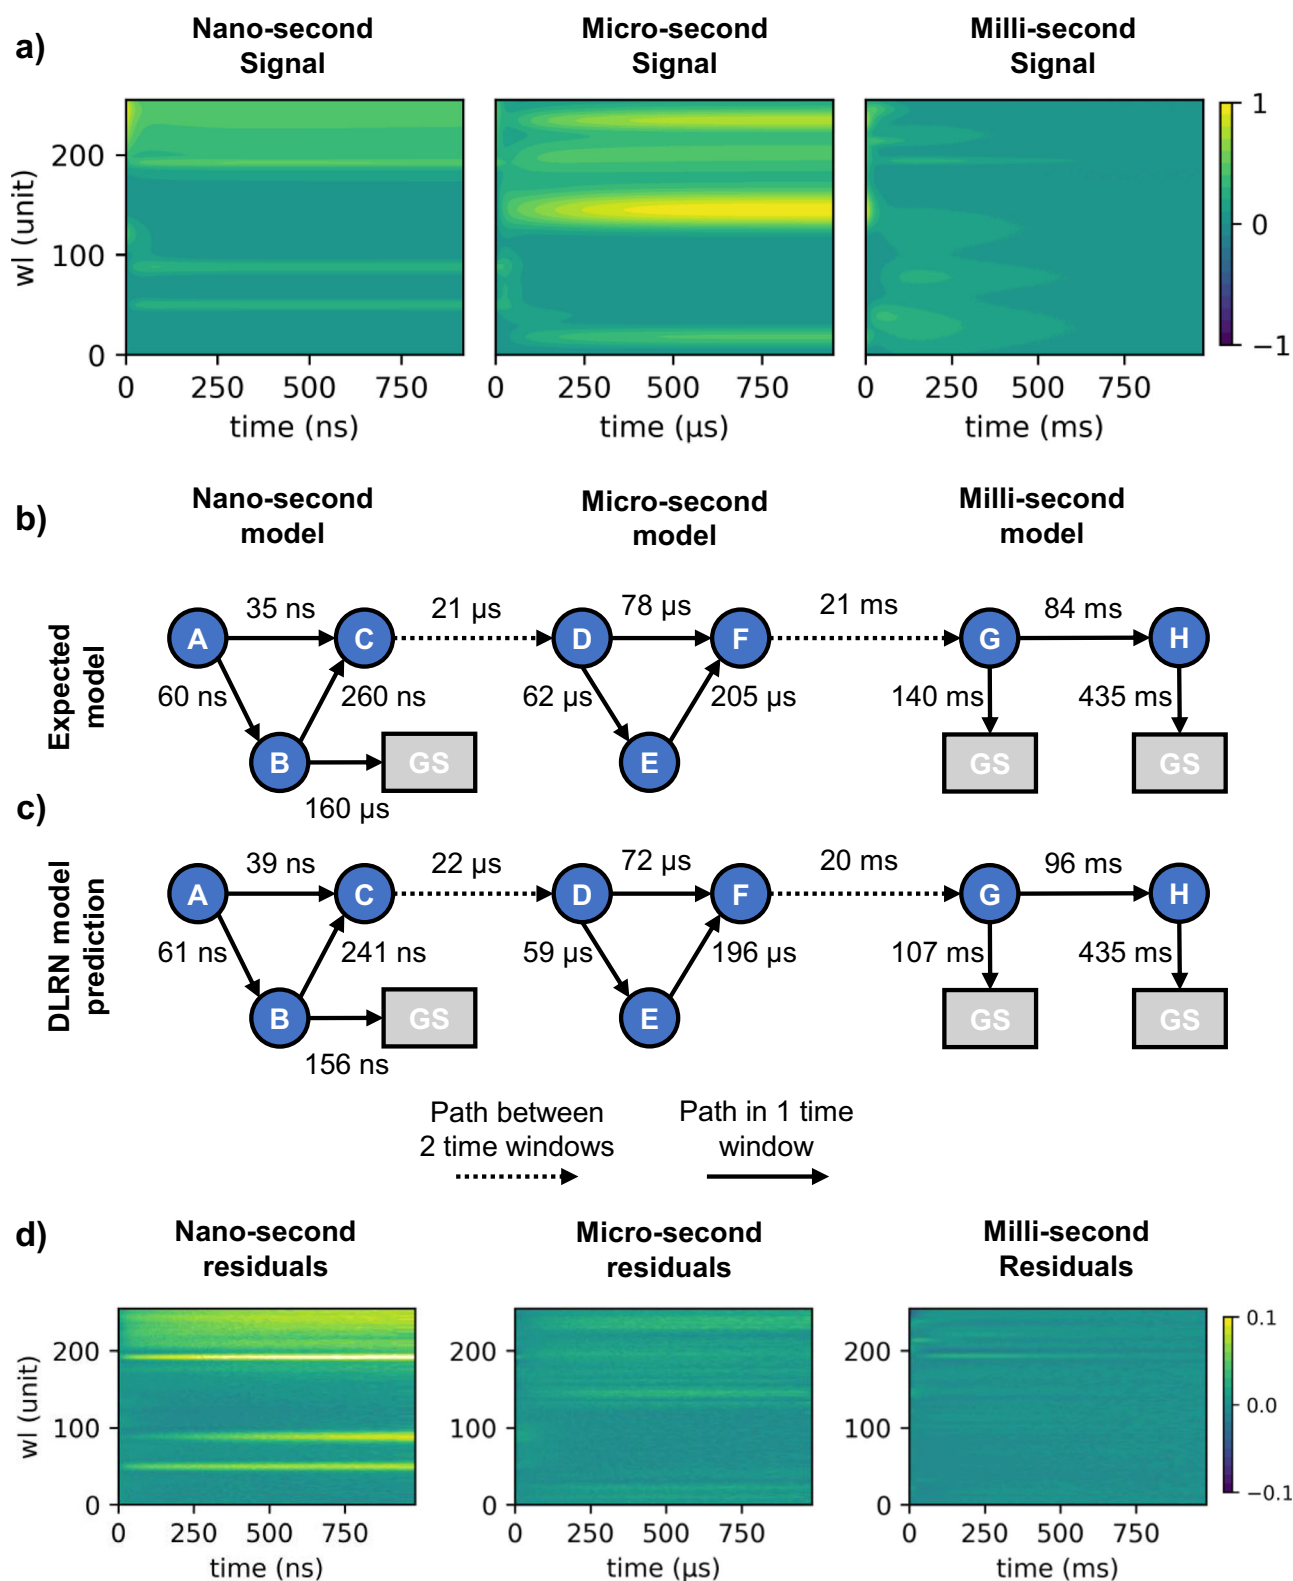 a)
Nano-second
Signal
Micro-second
Signal
Milli-second
Signal
wl (unit)
200
100
0
0 250 500 750
time (ns)
0 250 500 750
time (µs)
0 250 500 750
time (ms)
1
0
−1
b)
Nano-second
model
Micro-second
model
Milli-second
model
Expected
model
A
35 ns
C
21 µs
D
78 µs
F
21 ms
G
84 ms
H
60 ns
260 ns
62 µs
205 µs
140 ms
435 ms
B
GS
E
GS
GS
160 µs
c)
DLRN model
prediction
A
39 ns
C
22 µs
D
72 µs
F
20 ms
G
96 ms
H
61 ns
241 ns
59 µs
196 µs
107 ms
435 ms
B
GS
E
GS
GS
156 ns
Path between
2 time windows
Path in 1 time
window
d)
Nano-second
residuals
Micro-second
residuals
Milli-second
Residuals
wl (unit)
200
100
0
0 250 500 750
time (ns)
200
100
0
0 250 500 750
time (µs)
200
100
0
0 250 500 750
time (ms)
0.1
0.0
−0.1